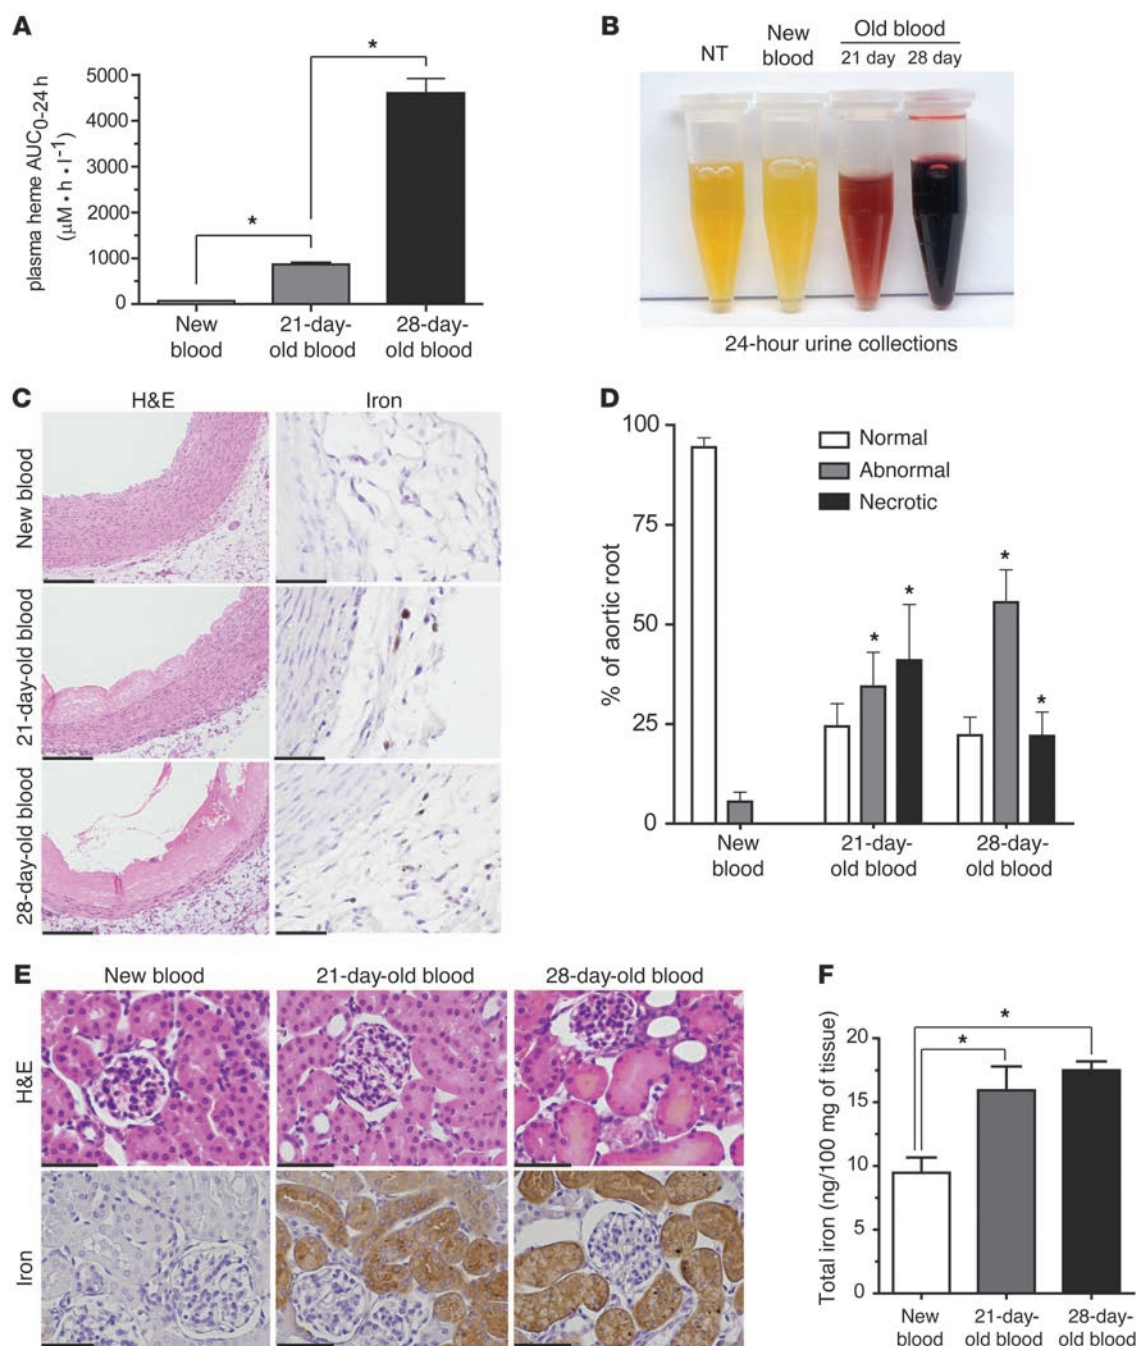 A
plasma heme AUC0-24 h
(µM • h • l⁻¹)
5000
4000
3000
2000
1000
0
*
*
New
blood
21-day-
old blood
28-day-
old blood
B
NT
New
blood
Old blood
21 day
28 day
24-hour urine collections
C
H&E
Iron
New blood
21-day-old blood
28-day-old blood
D
% of aortic root
100
75
50
25
0
Normal
Abnormal
Necrotic
*
*
*
*
New
blood
21-day-
old blood
28-day-
old blood
E
New blood
21-day-old blood
28-day-old blood
H&E
Iron
F
Total iron (ng/100 mg of tissue)
20
15
10
5
0
*
*
New
blood
21-day-
old blood
28-day-
old blood